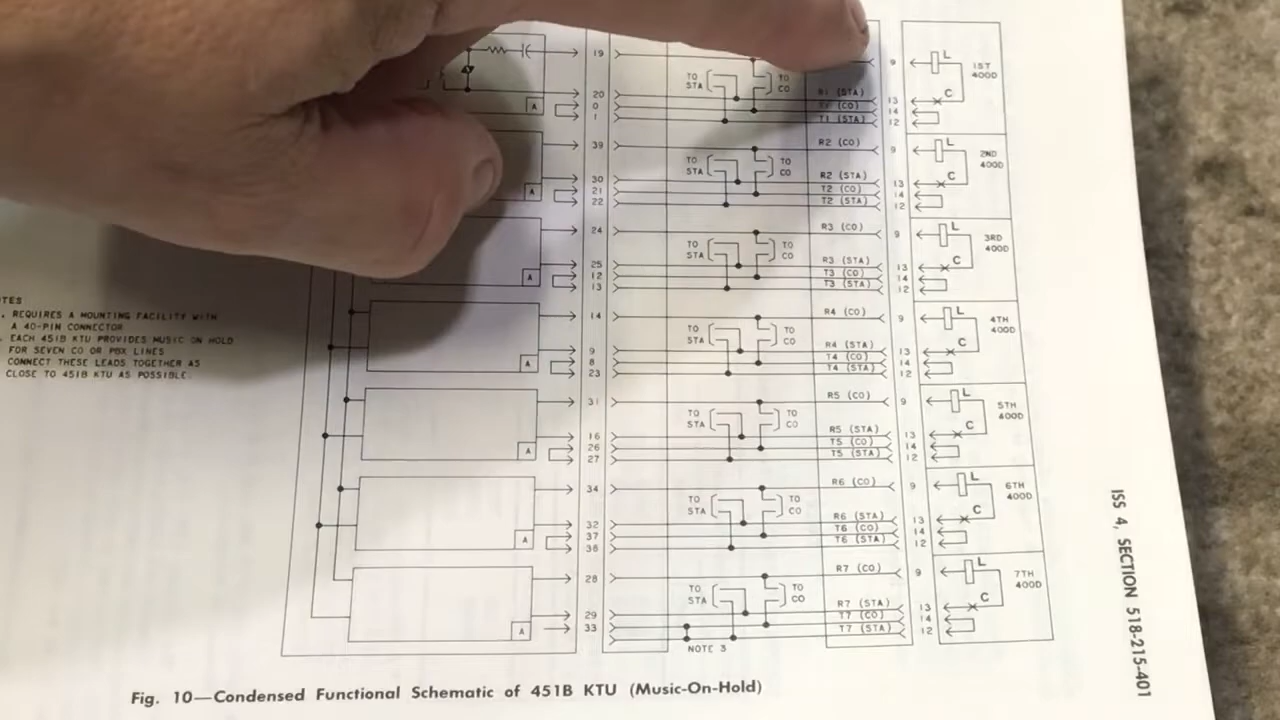 19
9
L
1ST
400D
TO
STA
TO
CO
20
R1 (STA)
C
A
0
T1 (CO)
13
14
1
T1 (STA)
12
39
R2 (CO)
9
L
2ND
400D
TO
STA
TO
CO
30
R2 (STA)
C
A
21
T2 (CO)
13
14
22
T2 (STA)
12
24
R3 (CO)
9
L
3RD
400D
TO
STA
TO
CO
25
R3 (STA)
C
A
12
T3 (CO)
13
14
13
T3 (STA)
12
14
R4 (CO)
9
L
4TH
400D
TO
STA
TO
CO
9
R4 (STA)
C
A
8
T4 (CO)
13
14
23
T4 (STA)
12
31
R5 (CO)
9
L
5TH
400D
TO
STA
TO
CO
16
R5 (STA)
C
A
26
T5 (CO)
13
14
27
T5 (STA)
12
34
R6 (CO)
9
L
6TH
400D
TO
STA
TO
CO
32
R6 (STA)
C
A
37
T6 (CO)
13
14
36
T6 (STA)
12
28
R7 (CO)
9
L
7TH
400D
TO
STA
TO
CO
29
R7 (STA)
C
A
33
T7 (CO)
13
14
T7 (STA)
12
NOTE 3
TES
. REQUIRES A MOUNTING FACILITY WITH
A 40-PIN CONNECTOR
. EACH 451B KTU PROVIDES MUSIC ON HOLD
FOR SEVEN CO OR PBX LINES
CONNECT THESE LEADS TOGETHER AS
CLOSE TO 451B KTU AS POSSIBLE.
Fig. 10—Condensed Functional Schematic of 451B KTU (Music-On-Hold)
ISS 4, SECTION 518-215-401